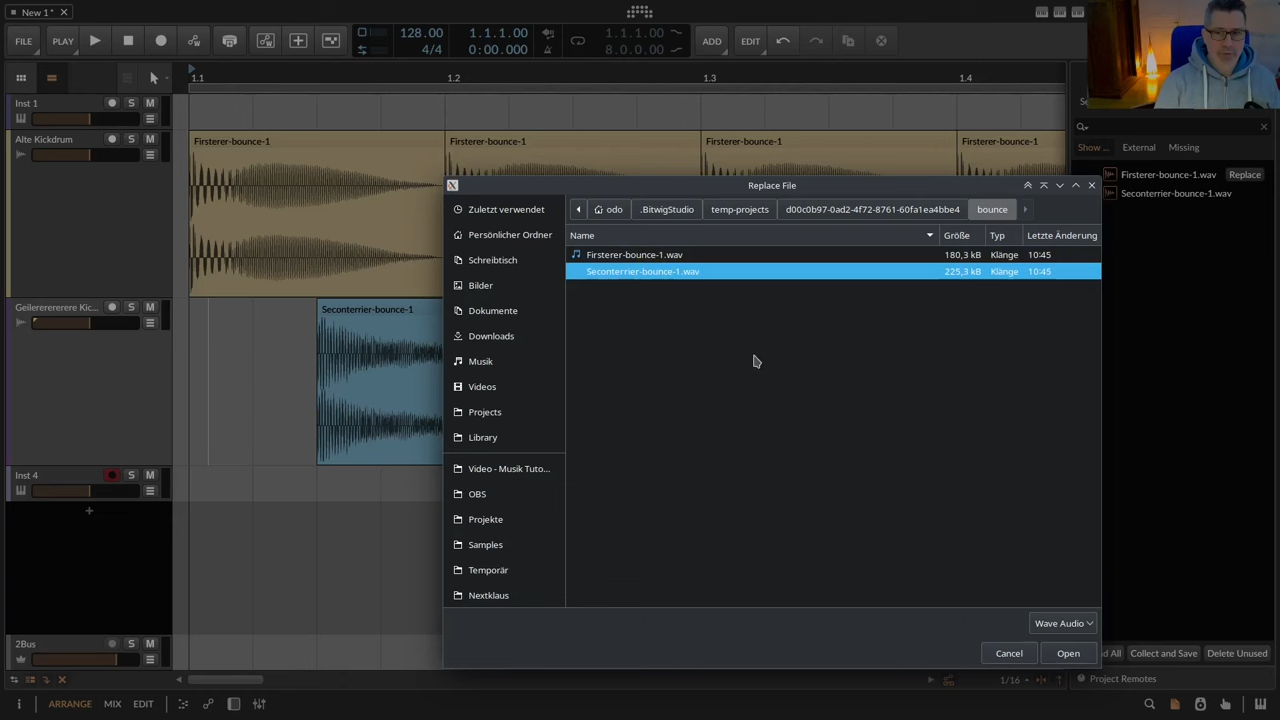 New 1 *
FILE
PLAY
128.00
4/4
1.1.1.00
0:00.000
1.1.1.00
8.0.0.00
ADD
EDIT
1.1
1.2
1.3
1.4
Inst 1
S
M
Alte Kickdrum
S
M
Firsterer-bounce-1
Firsterer-bounce-1
Firsterer-bounce-1
Firsterer-bounce-1
Geilerererere Kic...
S
M
Seconterrier-bounce-1
Inst 4
S
M
2Bus
S
M
Replace File
Zuletzt verwendet
Persönlicher Ordner
Schreibtisch
Bilder
Dokumente
Downloads
Musik
Videos
Projects
Library
Video - Musik Tuto...
OBS
Projekte
Samples
Temporär
Nextklaus
odo
.BitwigStudio
temp-projects
d00c0b97-0ad2-4f72-8761-60fa1ea4bbe4
bounce
Name
Größe
Typ
Letzte Änderung
Firsterer-bounce-1.wav
180,3 kB
Klänge
10:45
Seconterrier-bounce-1.wav
225,3 kB
Klänge
10:45
Wave Audio
Cancel
Open
Show ...
External
Missing
Firsterer-bounce-1.wav
Replace
Seconterrier-bounce-1.wav
All
Collect and Save
Delete Unused
1/16
Project Remotes
ARRANGE
MIX
EDIT